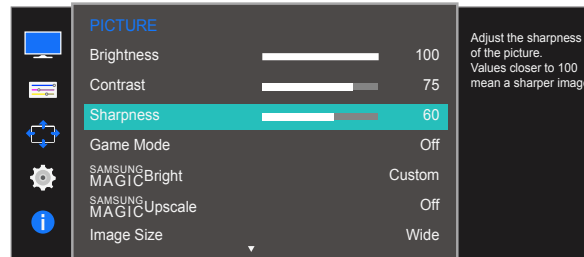 PICTURE
Brightness 100
Contrast 75
Sharpness 60
Game Mode Off
SAMSUNG
MAGICBright Custom
SAMSUNG
MAGICUpscale Off
Image Size Wide
Adjust the sharpness
of the picture.
Values closer to 100
mean a sharper image
i